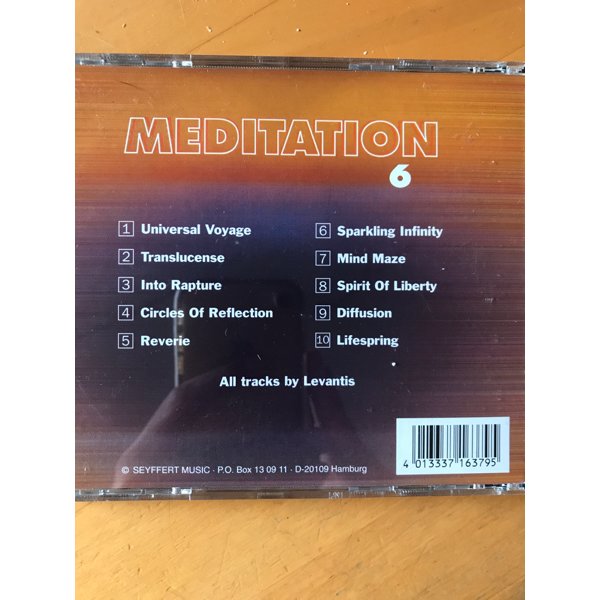 MEDITATION
6
1 Universal Voyage
2 Translucense
3 Into Rapture
4 Circles Of Reflection
5 Reverie
6 Sparkling Infinity
7 Mind Maze
8 Spirit Of Liberty
9 Diffusion
10 Lifespring
All tracks by Levantis
© SEYFFERT MUSIC · P.O. Box 13 09 11 · D-20109 Hamburg
4 013337 163795